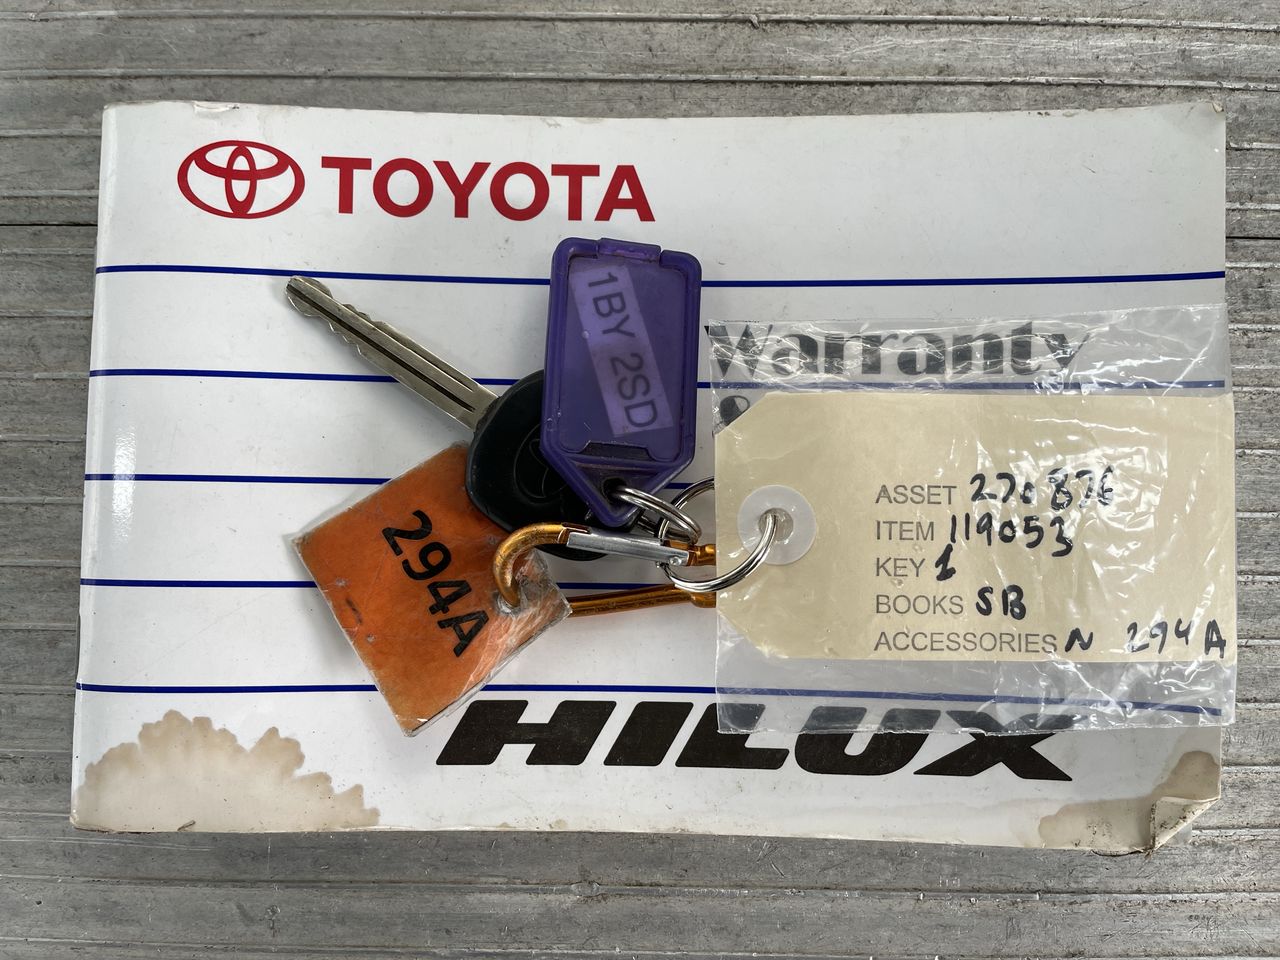 TOYOTA
1BY 2SD
Warranty
&
294A
ASSET 270876
ITEM 119053
KEY 1
BOOKS SB
ACCESSORIES N 294A
HILUX